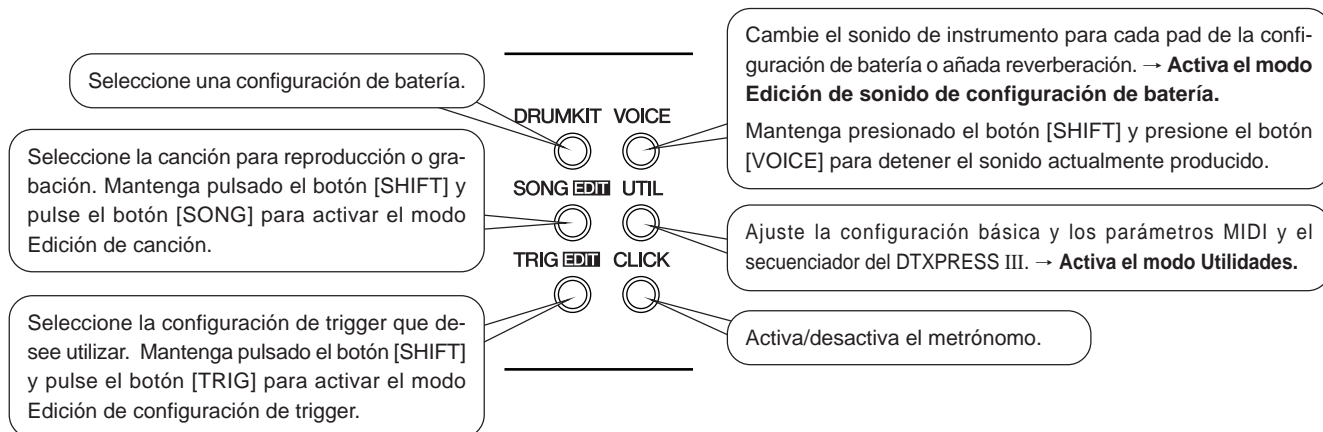 Seleccione una configuración de batería.
Seleccione la canción para reproducción o gra-
bación. Mantenga pulsado el botón [SHIFT] y
pulse el botón [SONG] para activar el modo
Edición de canción.
Seleccione la configuración de trigger que de-
see utilizar. Mantenga pulsado el botón [SHIFT]
y pulse el botón [TRIG] para activar el modo
Edición de configuración de trigger.
DRUMKIT VOICE
SONG EDIT UTIL
TRIG EDIT CLICK
Cambie el sonido de instrumento para cada pad de la confi-
guración de batería o añada reverberación. → Activa el modo
Edición de sonido de configuración de batería.
Mantenga presionado el botón [SHIFT] y presione el botón
[VOICE] para detener el sonido actualmente producido.
Ajuste la configuración básica y los parámetros MIDI y el
secuenciador del DTXPRESS III. → Activa el modo Utilidades.
Activa/desactiva el metrónomo.